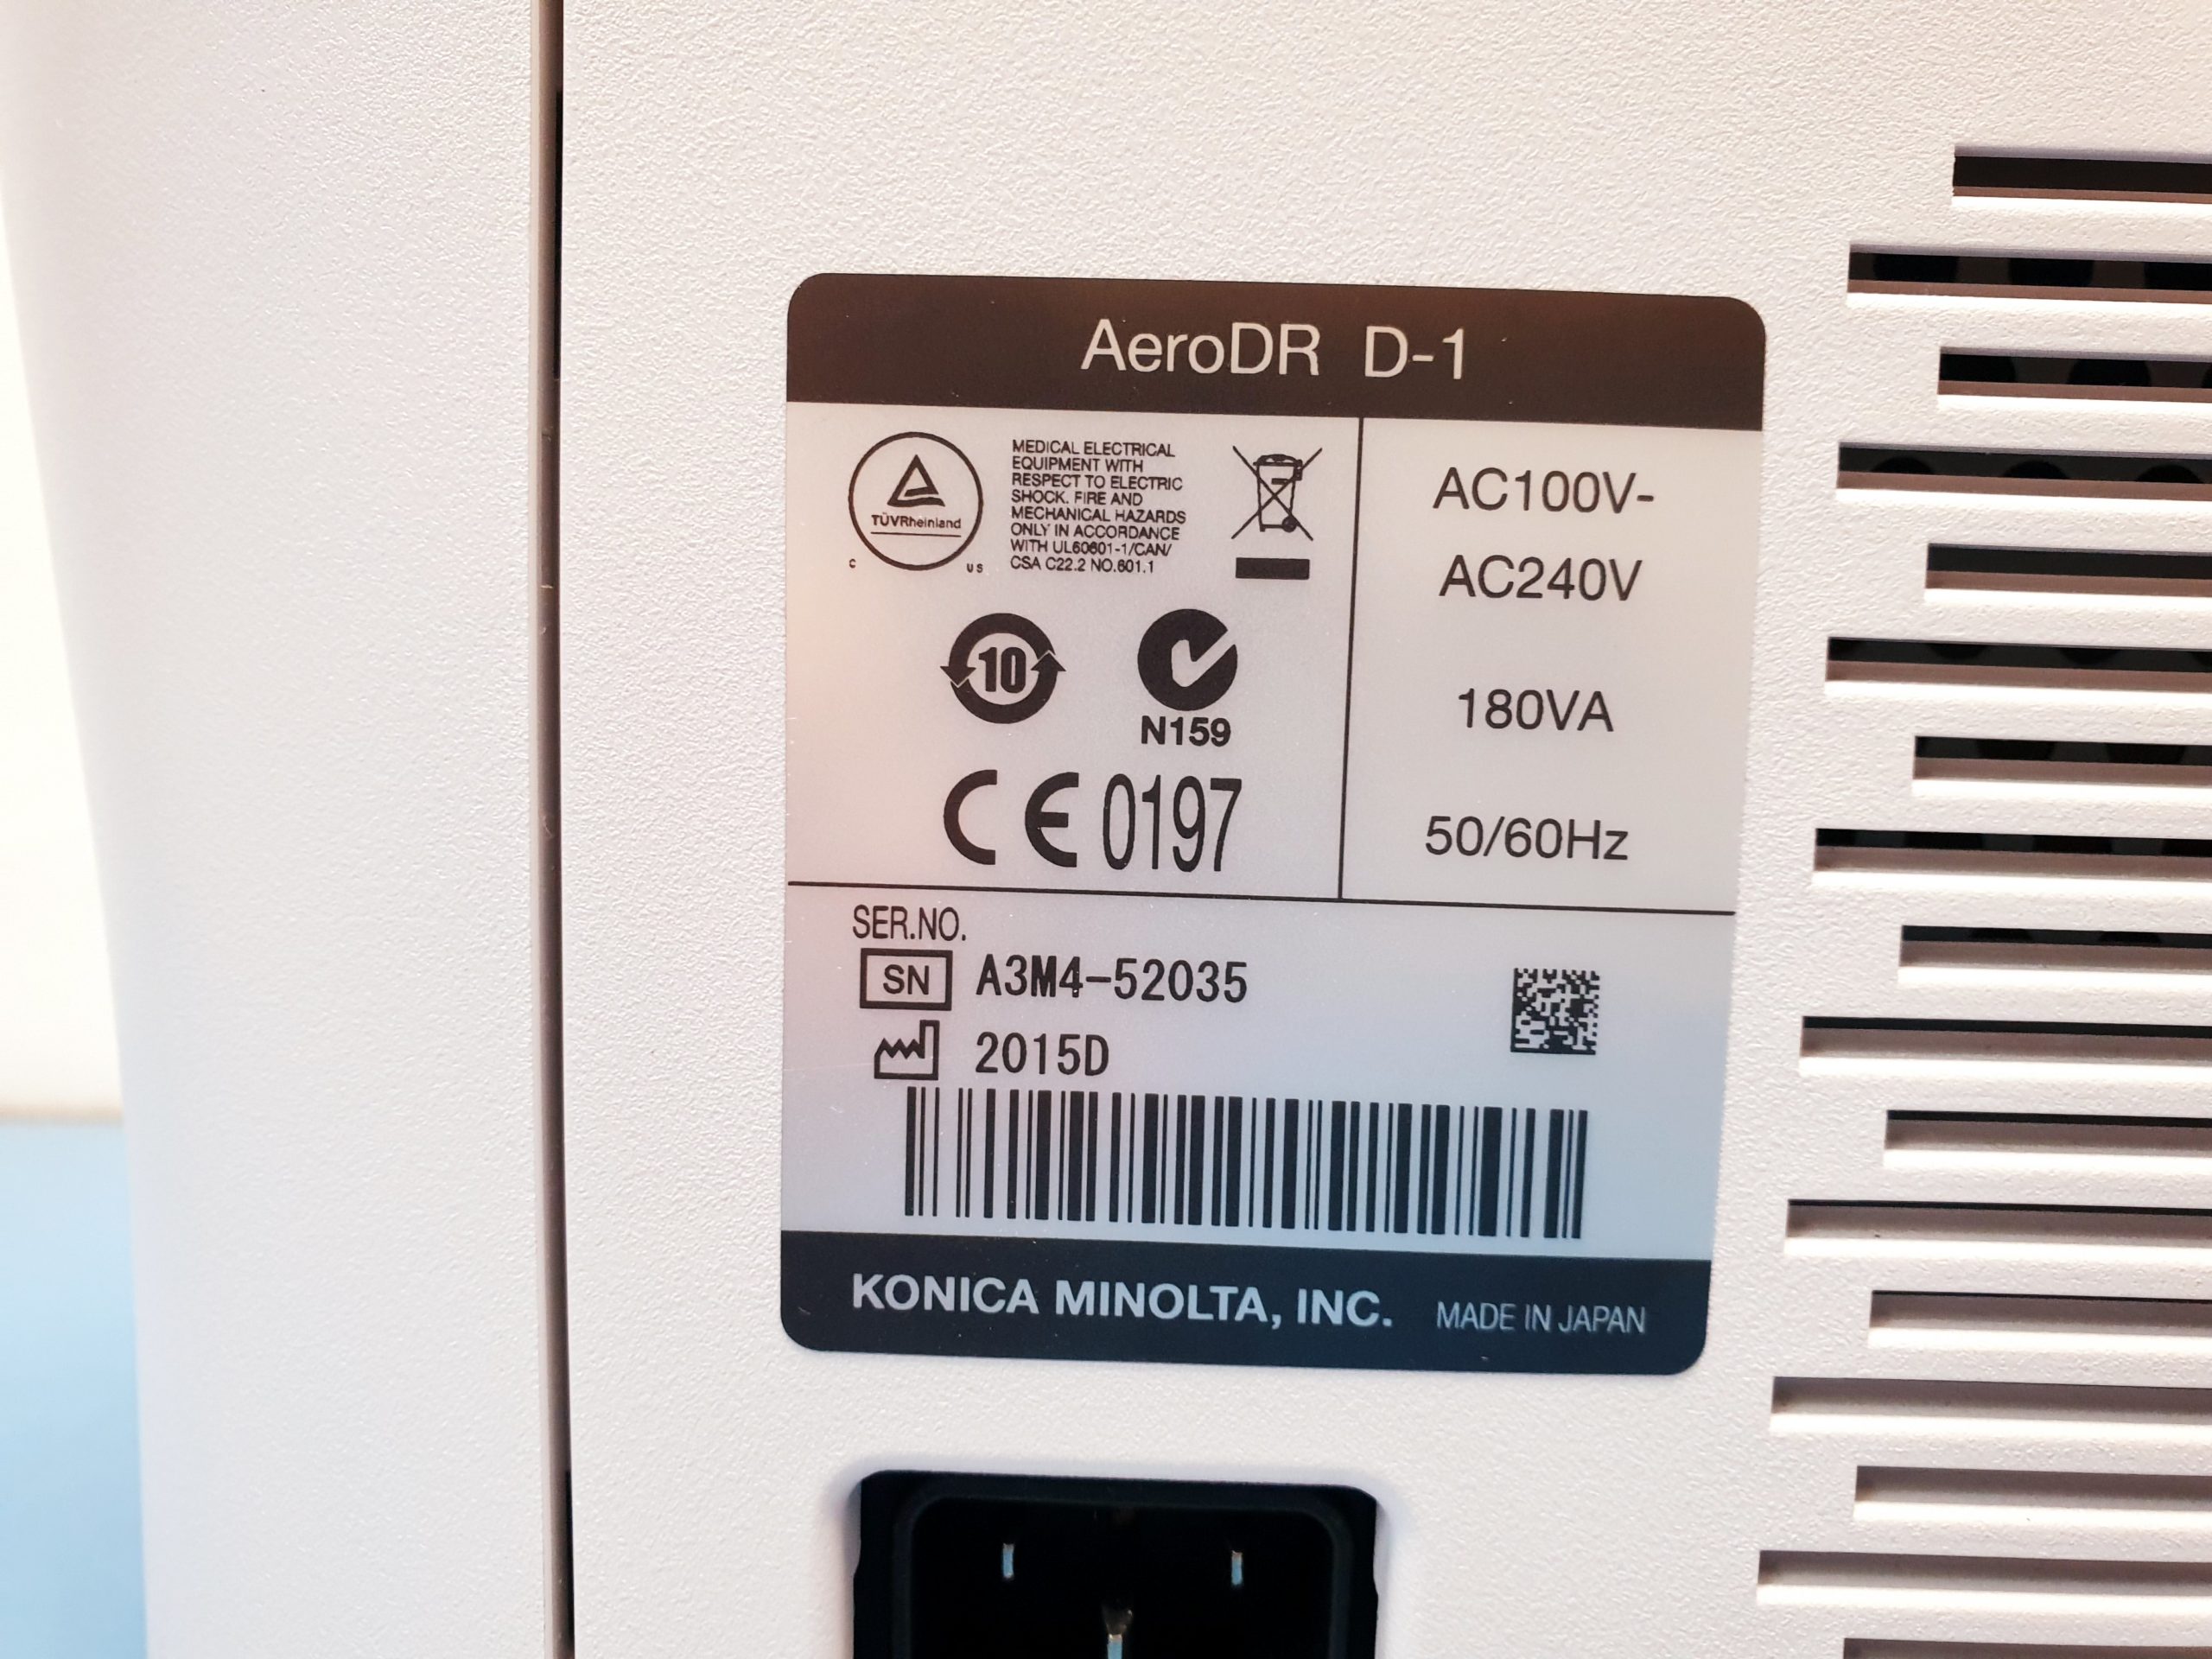 AeroDR D-1
TÜVRheinland
C US
MEDICAL ELECTRICAL
EQUIPMENT WITH
RESPECT TO ELECTRIC
SHOCK. FIRE AND
MECHANICAL HAZARDS
ONLY IN ACCORDANCE
WITH UL60601-1/CAN/
CSA C22.2 NO.601.1
10
N159
CE 0197
AC100V-
AC240V
180VA
50/60Hz
SER.NO.
SN A3M4-52035
2015D
KONICA MINOLTA, INC. MADE IN JAPAN